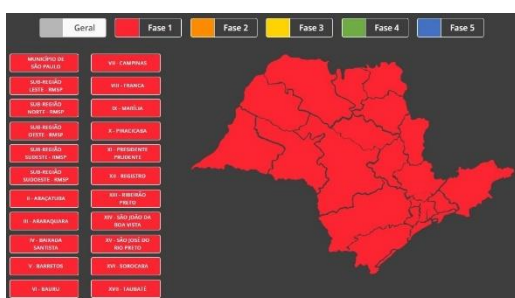 Geral
Fase 1
Fase 2
Fase 3
Fase 4
Fase 5
MUNICÍPIO DE
SÃO PAULO
SUB-REGIÃO
LESTE - RMSP
SUB-REGIÃO
NORTE - RMSP
SUB-REGIÃO
OESTE - RMSP
SUB-REGIÃO
SUDESTE - RMSP
SUB-REGIÃO
SUDOESTE - RMSP
II - ARAÇATUBA
III - ARARAQUARA
IV - BAIXADA
SANTISTA
V - BARRETOS
VI - BAURU
VII - CAMPINAS
VIII - FRANCA
IX - MARÍLIA
X - PIRACICABA
XI - PRESIDENTE
PRUDENTE
XII - REGISTRO
XIII - RIBEIRÃO
PRETO
XIV - SÃO JOÃO DA
BOA VISTA
XV - SÃO JOSÉ DO
RIO PRETO
XVI - SOROCABA
XVII - TAUBATÉ